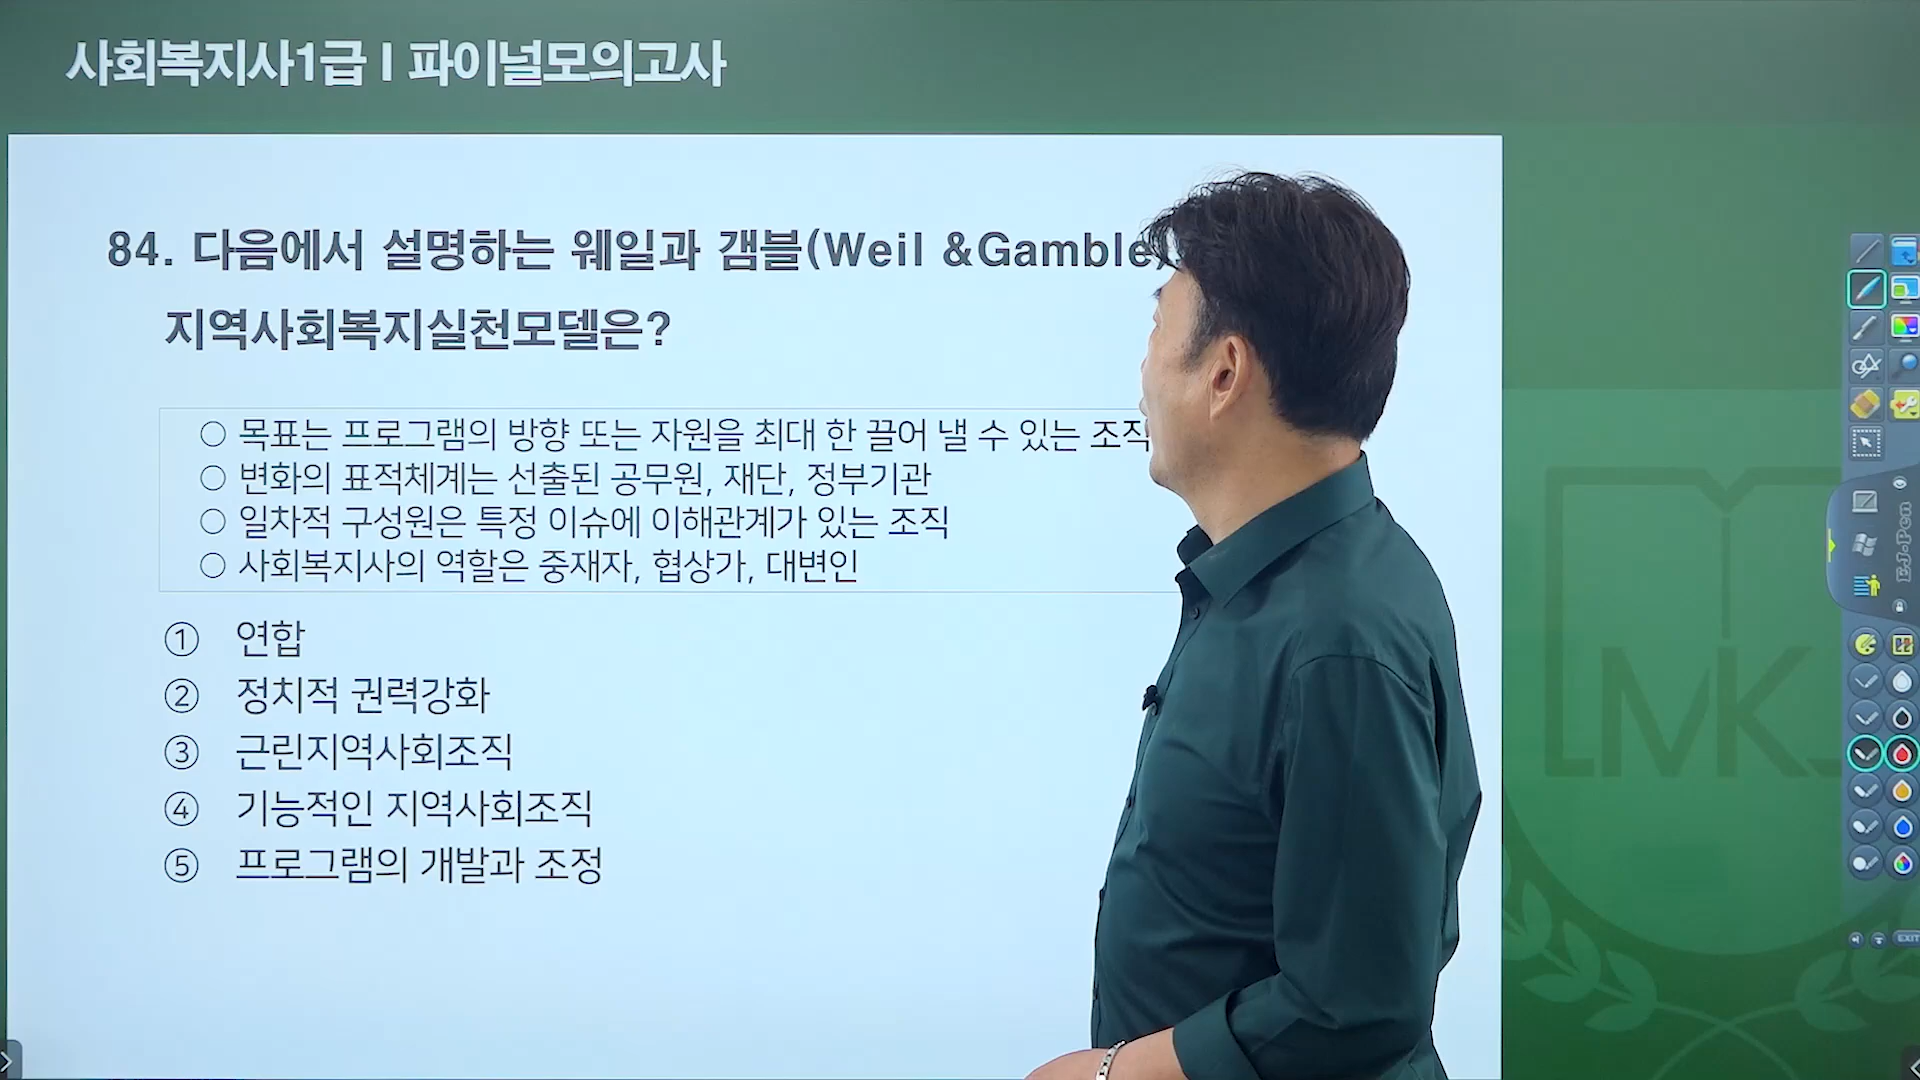 사회복지사1급 I 파이널모의고사
84. 다음에서 설명하는 웨일과 갬블(Weil &Gamble)
지역사회복지실천모델은?
○ 목표는 프로그램의 방향 또는 자원을 최대 한 끌어 낼 수 있는 조직
○ 변화의 표적체계는 선출된 공무원, 재단, 정부기관
○ 일차적 구성원은 특정 이슈에 이해관계가 있는 조직
○ 사회복지사의 역할은 중재자, 협상가, 대변인
① 연합
② 정치적 권력강화
③ 근린지역사회조직
④ 기능적인 지역사회조직
⑤ 프로그램의 개발과 조정
MK
EJ-Pen
EXIT